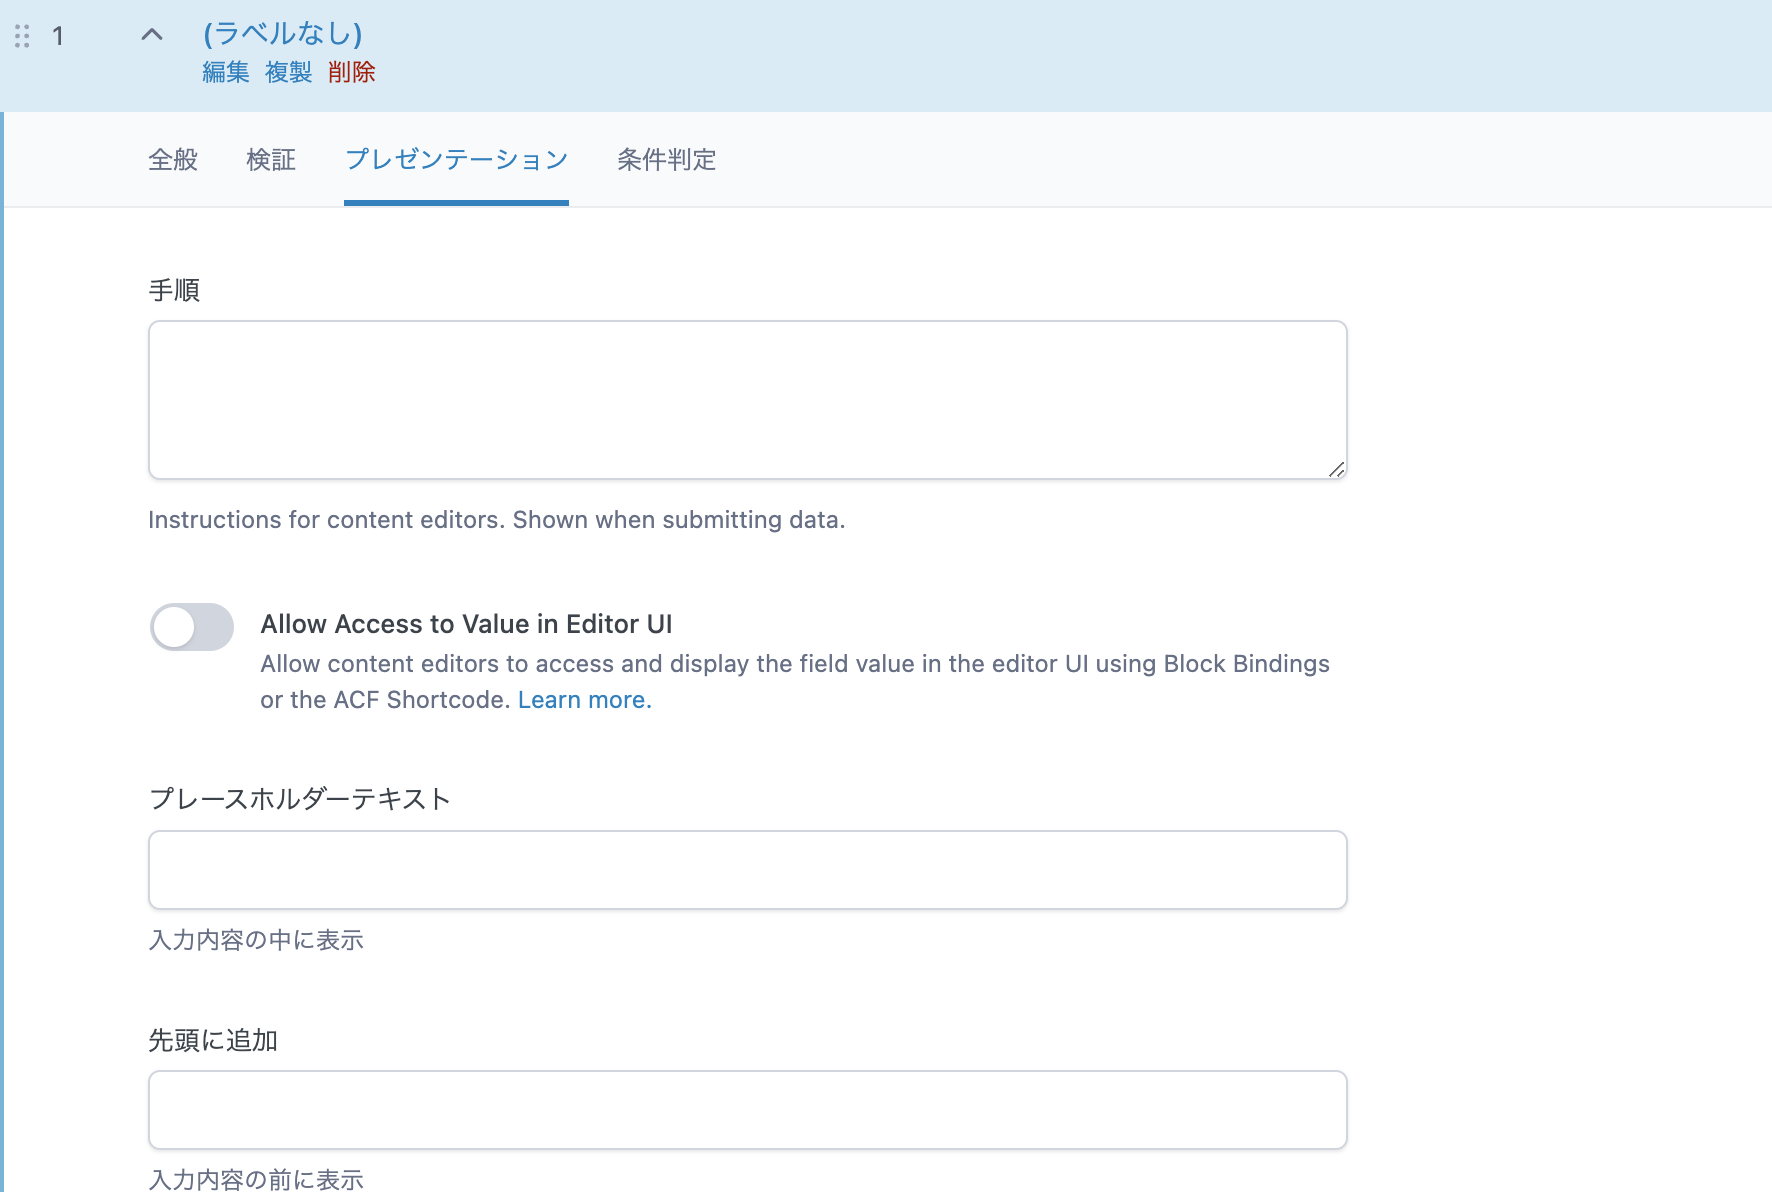 1
(ラベルなし)
編集 複製 削除
全般 検証 プレゼンテーション 条件判定
手順
Instructions for content editors. Shown when submitting data.
Allow Access to Value in Editor UI
Allow content editors to access and display the field value in the editor UI using Block Bindings
or the ACF Shortcode. Learn more.
プレースホルダーテキスト
入力内容の中に表示
先頭に追加
入力内容の前に表示